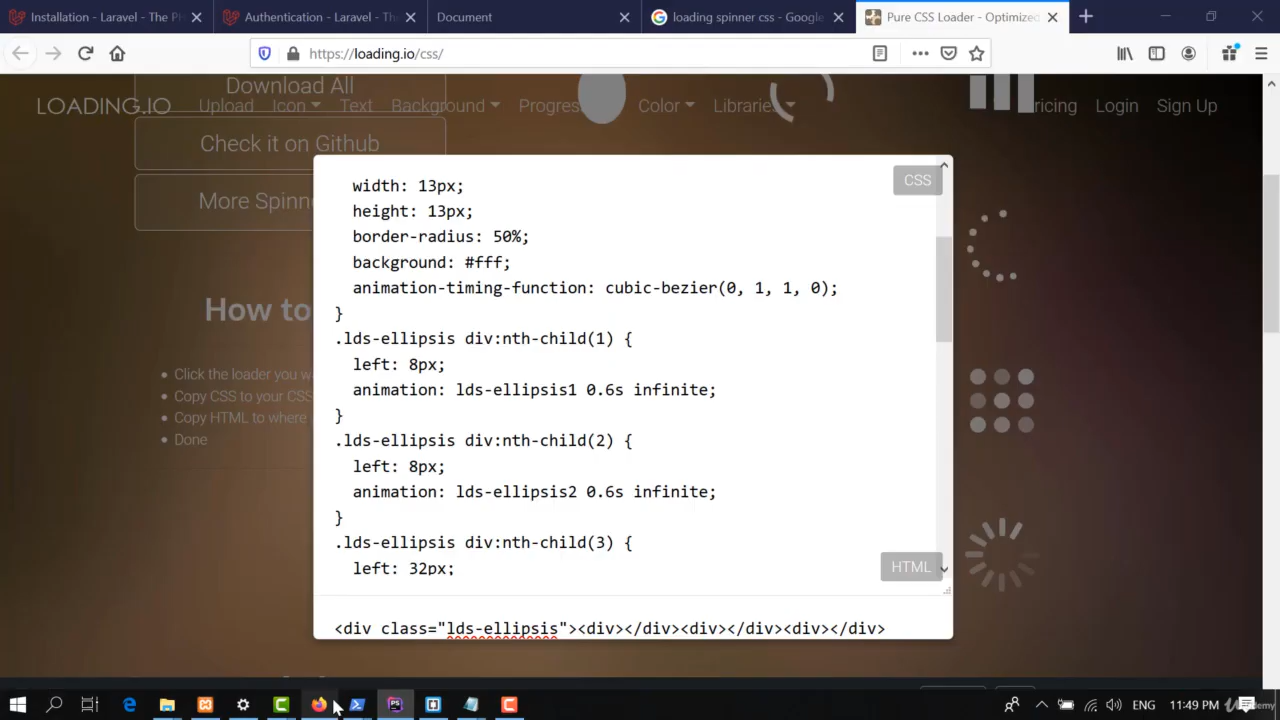 Installation - Laravel - The P
Authentication - Laravel - The
Document
loading spinner css - Google
Pure CSS Loader - Optimized
https://loading.io/css/
Download All
LOADING.IO Upload Icon Text Background Progres Color Libraries ricing Login Sign Up
Check it on Github
More Spinn
CSS
width: 13px;
height: 13px;
border-radius: 50%;
background: #fff;
animation-timing-function: cubic-bezier(0, 1, 1, 0);
}
.lds-ellipsis div:nth-child(1) {
left: 8px;
animation: lds-ellipsis1 0.6s infinite;
}
.lds-ellipsis div:nth-child(2) {
left: 8px;
animation: lds-ellipsis2 0.6s infinite;
}
.lds-ellipsis div:nth-child(3) {
left: 32px;
HTML
<div class="lds-ellipsis"><div></div><div></div><div></div>
How to
Click the loader you w
Copy CSS to your CSS
Copy HTML to where
Done
ENG 11:49 PM
Udemy